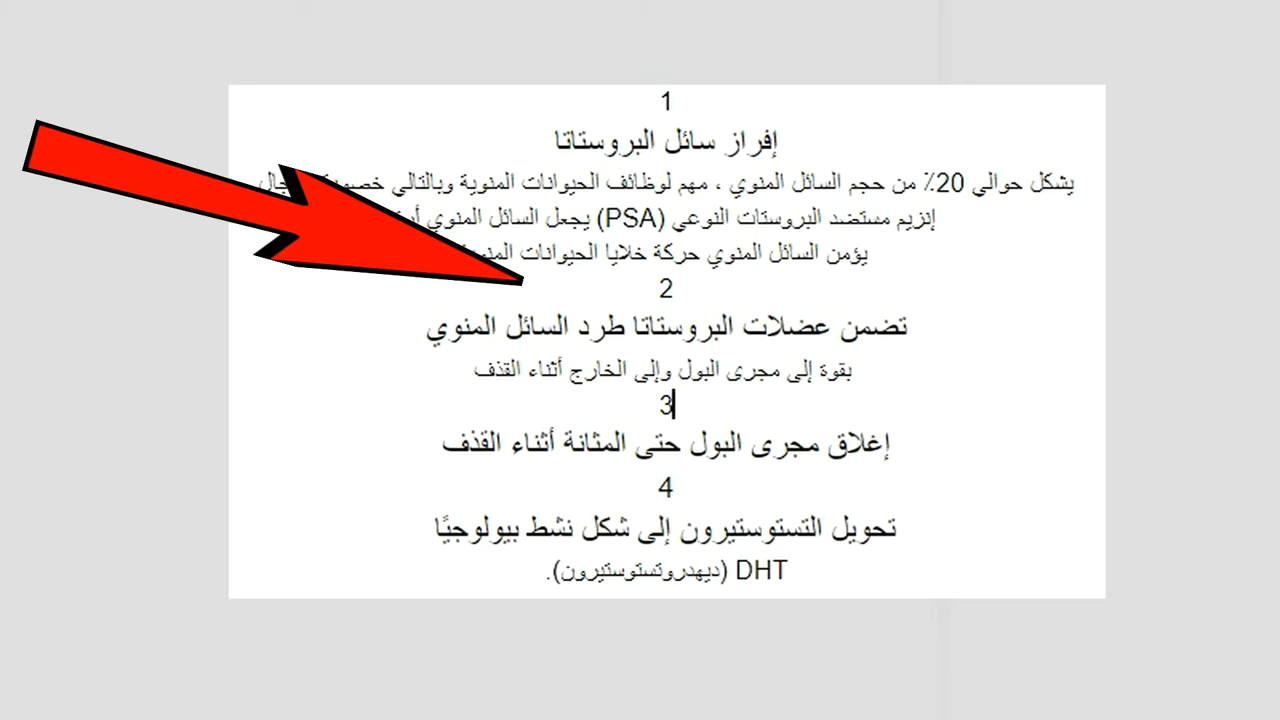 1
إفراز سائل البروستاتا
يشكل حوالي 20٪ من حجم السائل المنوي ، مهم لوظائف الحيوانات المنوية وبالتالي
إنزيم مستضد البروستات النوعي (PSA) يجعل السائل المنوي
يؤمن السائل المنوي حركة خلايا الحيوانات
2
تضمن عضلات البروستاتا طرد السائل المنوي
بقوة إلى مجرى البول وإلى الخارج أثناء القذف
3
إغلاق مجرى البول حتى المثانة أثناء القذف
4
تحويل التستوستيرون إلى شكل نشط بيولوجيًا
DHT (ديهدروتستوستيرون).